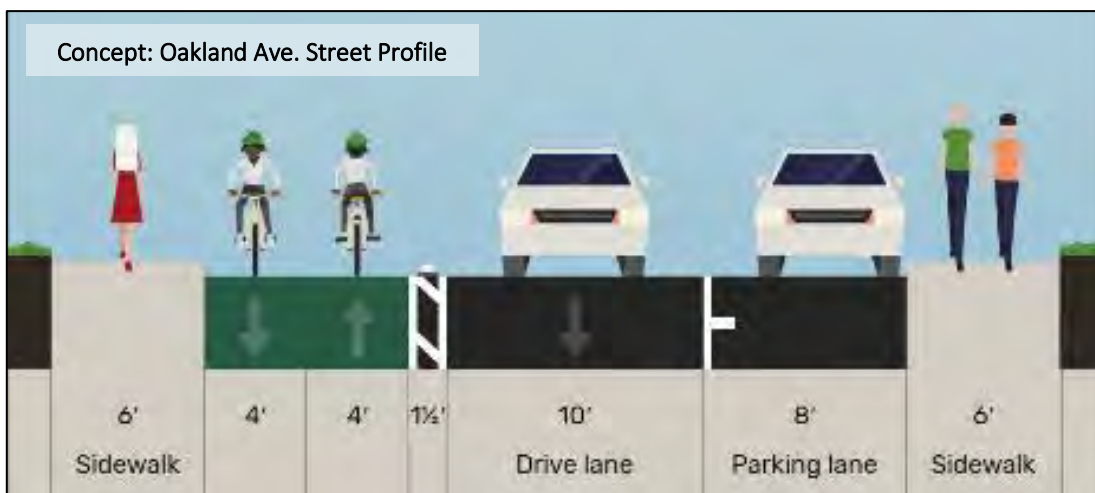 Concept: Oakland Ave. Street Profile
6' 4' 4' 1½' 10' 8' 6'
Sidewalk Drive lane Parking lane Sidewalk